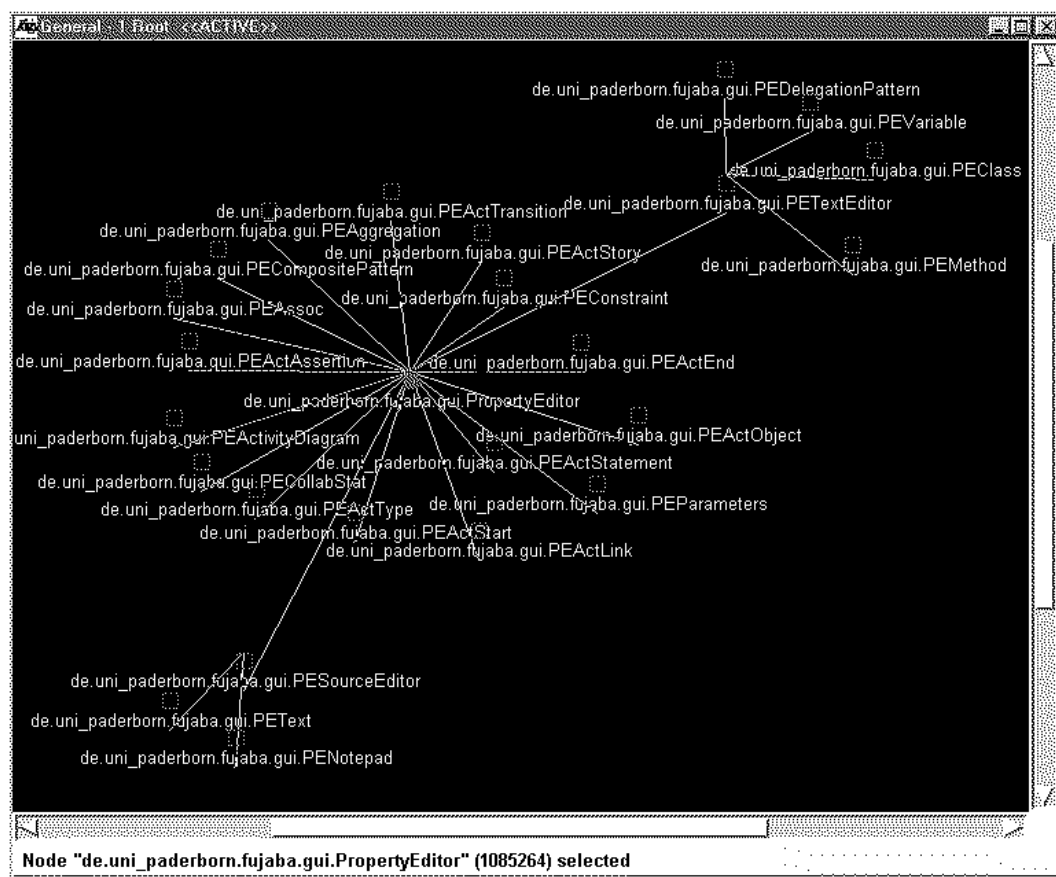 General - 1 Root <<ACTIVE>>
de.uni_paderborn.fujaba.gui.PEDelegationPattern
de.uni_paderborn.fujaba.gui.PEVariable
de.uni_paderborn.fujaba.gui.PEClass
de.uni_paderborn.fujaba.gui.PETextEditor
de.uni_paderborn.fujaba.gui.PEActTransition
de.uni_paderborn.fujaba.gui.PEAggregation
de.uni_paderborn.fujaba.gui.PEActStory
de.uni_paderborn.fujaba.gui.PEMethod
de.uni_paderborn.fujaba.gui.PECompositePattern
de.uni_paderborn.fujaba.gui.PEConstraint
de.uni_paderborn.fujaba.gui.PEAssoc
de.uni_paderborn.fujaba.gui.PEActAssertion
de.uni_paderborn.fujaba.gui.PEActEnd
de.uni_paderborn.fujaba.gui.PropertyEditor
uni_paderborn.fujaba.gui.PEActivityDiagram
de.uni_paderborn.fujaba.gui.PEActObject
de.uni_paderborn.fujaba.gui.PEActStatement
de.uni_paderborn.fujaba.gui.PECollabStat
de.uni_paderborn.fujaba.gui.PEActType
de.uni_paderborn.fujaba.gui.PEParameters
de.uni_paderborn.fujaba.gui.PEActStart
de.uni_paderborn.fujaba.gui.PEActLink
de.uni_paderborn.fujaba.gui.PESourceEditor
de.uni_paderborn.fujaba.gui.PEText
de.uni_paderborn.fujaba.gui.PENotepad
Node "de.uni_paderborn.fujaba.gui.PropertyEditor" (1085264) selected